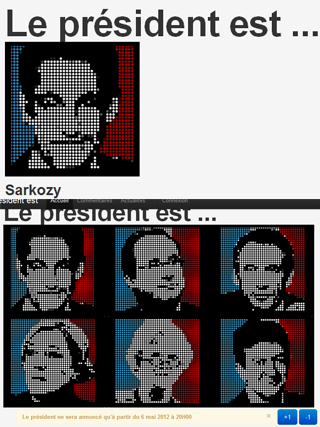 Le président est ...
Sarkozy
ésident est Accueil Commentaires Actualités Connexion
Le président est ...
Le président se sera annoncé qu'à partir du 6 mai 2012 à 20H00 ×
+1 -1